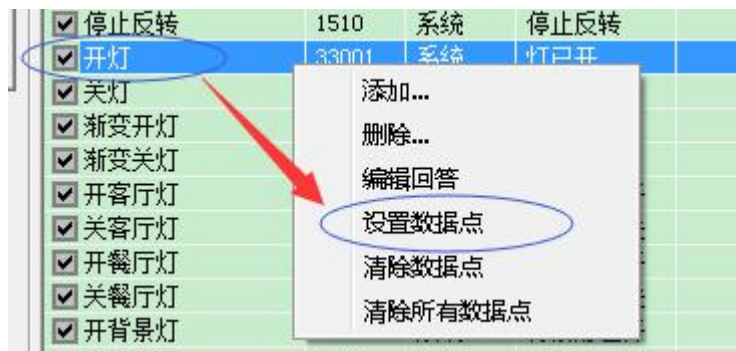 停止反转 1510 系统 停止反转
开灯 33001 系统 灯已开
关灯 添加...
渐变开灯 删除...
渐变关灯 编辑回答
开客厅灯 设置数据点
关客厅灯
开餐厅灯 清除数据点
关餐厅灯 清除所有数据点
开背景灯